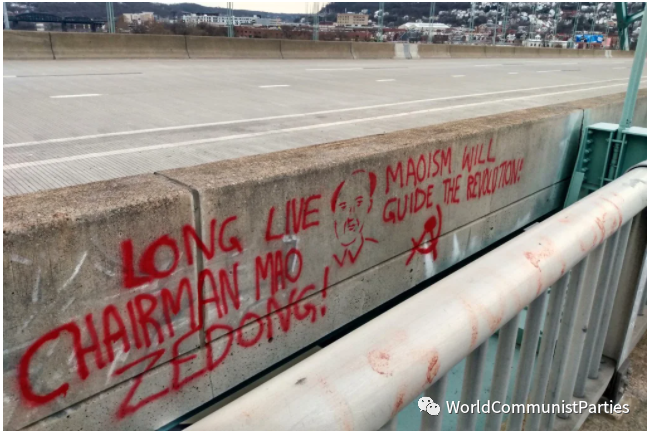 LONG LIVE
CHAIRMAN MAO
ZEDONG!
MAOISM WILL
GUIDE THE REVOLUTION!
WorldCommunistParties